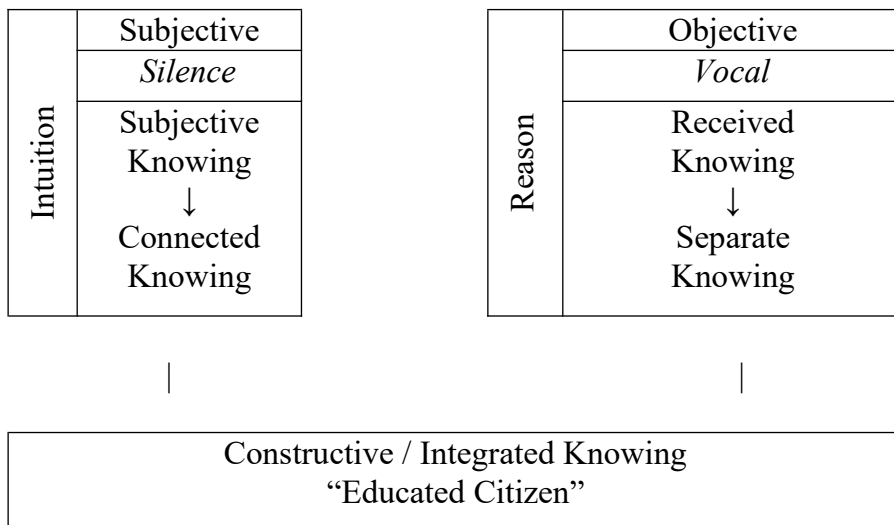 Intuition
Subjective
Silence
Subjective
Knowing
↓
Connected
Knowing
Reason
Objective
Vocal
Received
Knowing
↓
Separate
Knowing
|
|
Constructive / Integrated Knowing
“Educated Citizen”